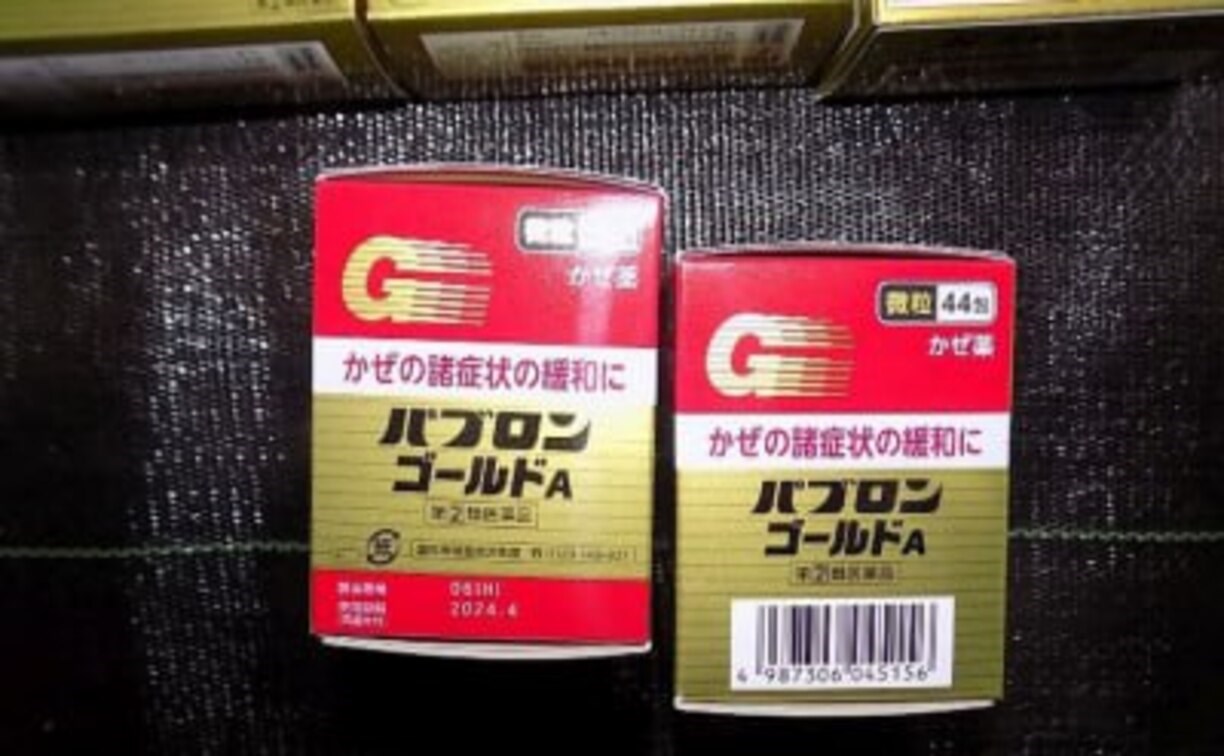 G
かぜ薬
かぜの諸症状の緩和に
パブロン
ゴールドA
第②類医薬品
061H1
2024.4
微粒 44包
G
かぜ薬
かぜの諸症状の緩和に
パブロン
ゴールドA
第②類医薬品
4 987306 045156